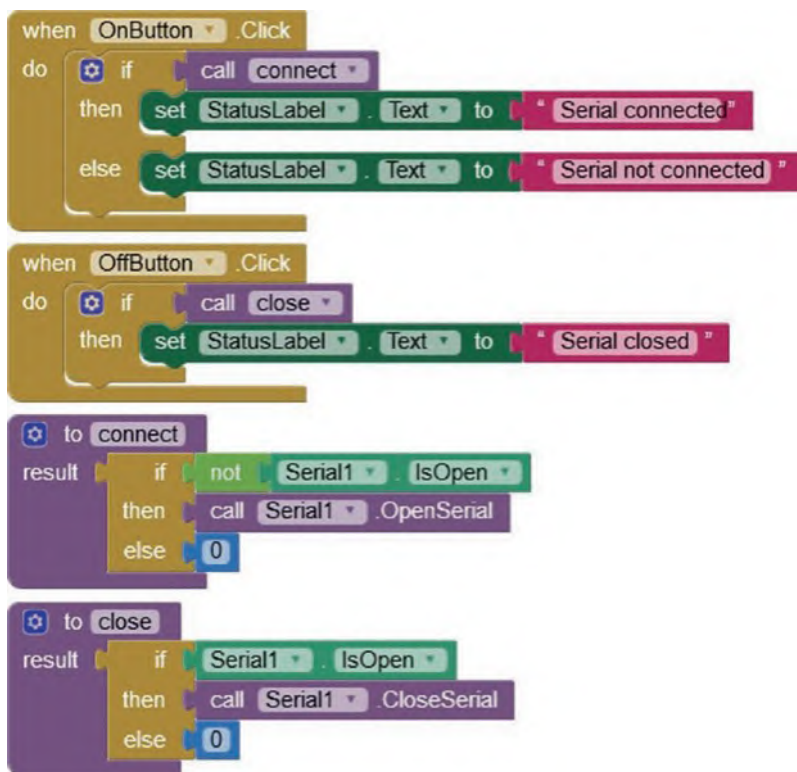 when OnButton .Click
do if call connect
then set StatusLabel . Text to " Serial connected"
else set StatusLabel . Text to " Serial not connected "
when OffButton .Click
do if call close
then set StatusLabel . Text to " Serial closed "
to connect
result if not Serial1 . IsOpen
then call Serial1 .OpenSerial
else 0
to close
result if Serial1 . IsOpen
then call Serial1 .CloseSerial
else 0